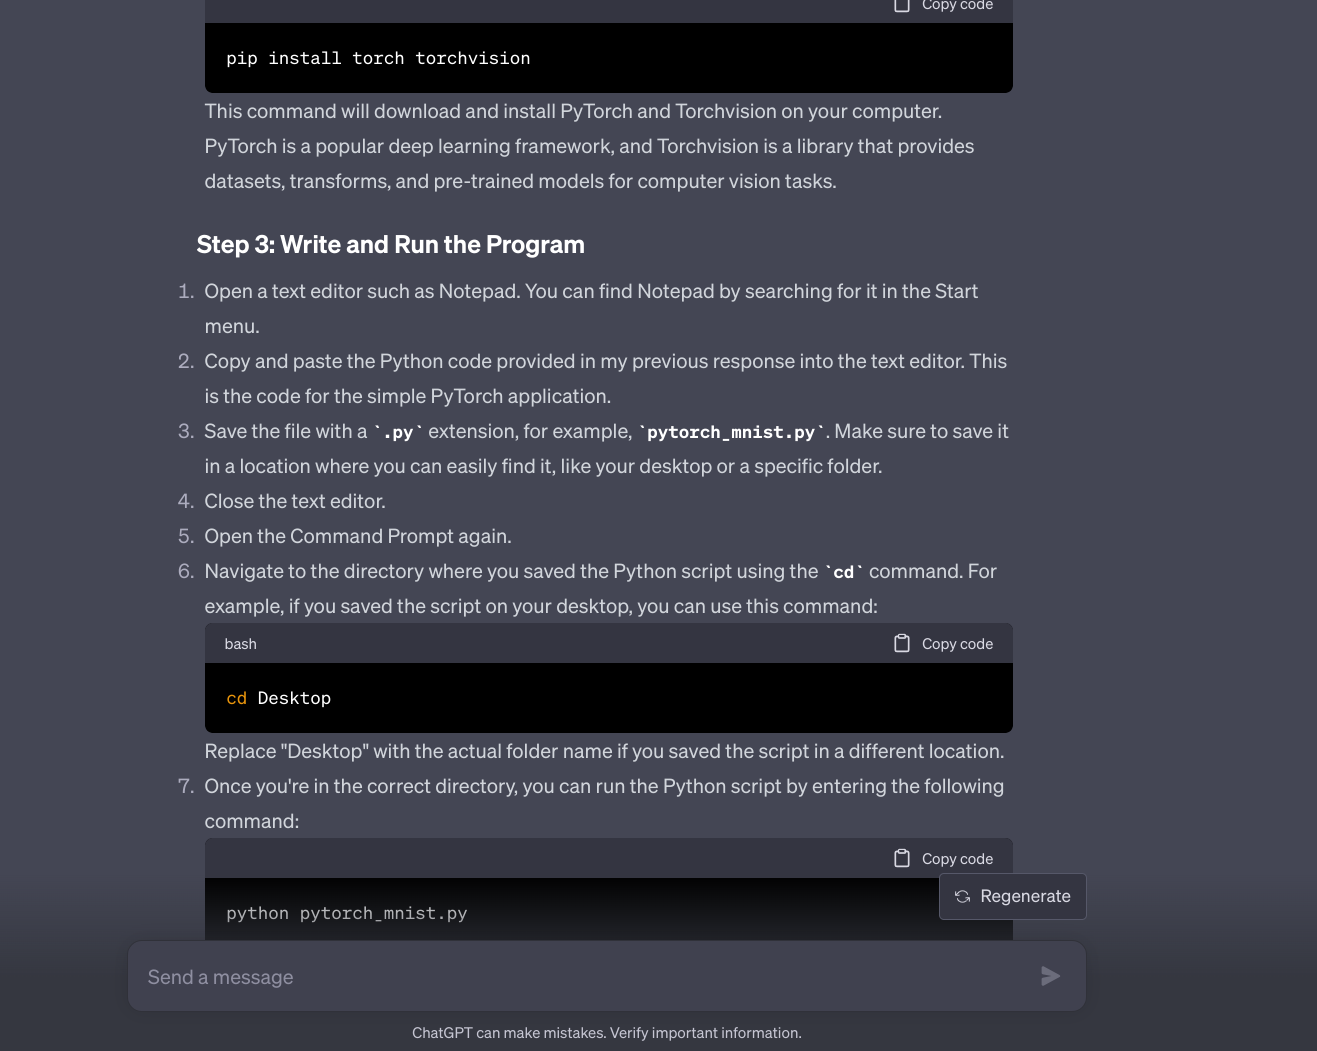 Copy code
pip install torch torchvision
This command will download and install PyTorch and Torchvision on your computer.
PyTorch is a popular deep learning framework, and Torchvision is a library that provides
datasets, transforms, and pre-trained models for computer vision tasks.
Step 3: Write and Run the Program
1. Open a text editor such as Notepad. You can find Notepad by searching for it in the Start
menu.
2. Copy and paste the Python code provided in my previous response into the text editor. This
is the code for the simple PyTorch application.
3. Save the file with a `.py` extension, for example, `pytorch_mnist.py`. Make sure to save it
in a location where you can easily find it, like your desktop or a specific folder.
4. Close the text editor.
5. Open the Command Prompt again.
6. Navigate to the directory where you saved the Python script using the `cd` command. For
example, if you saved the script on your desktop, you can use this command:
bash Copy code
cd Desktop
Replace "Desktop" with the actual folder name if you saved the script in a different location.
7. Once you're in the correct directory, you can run the Python script by entering the following
command:
Copy code
Regenerate
python pytorch_mnist.py
Send a message
ChatGPT can make mistakes. Verify important information.